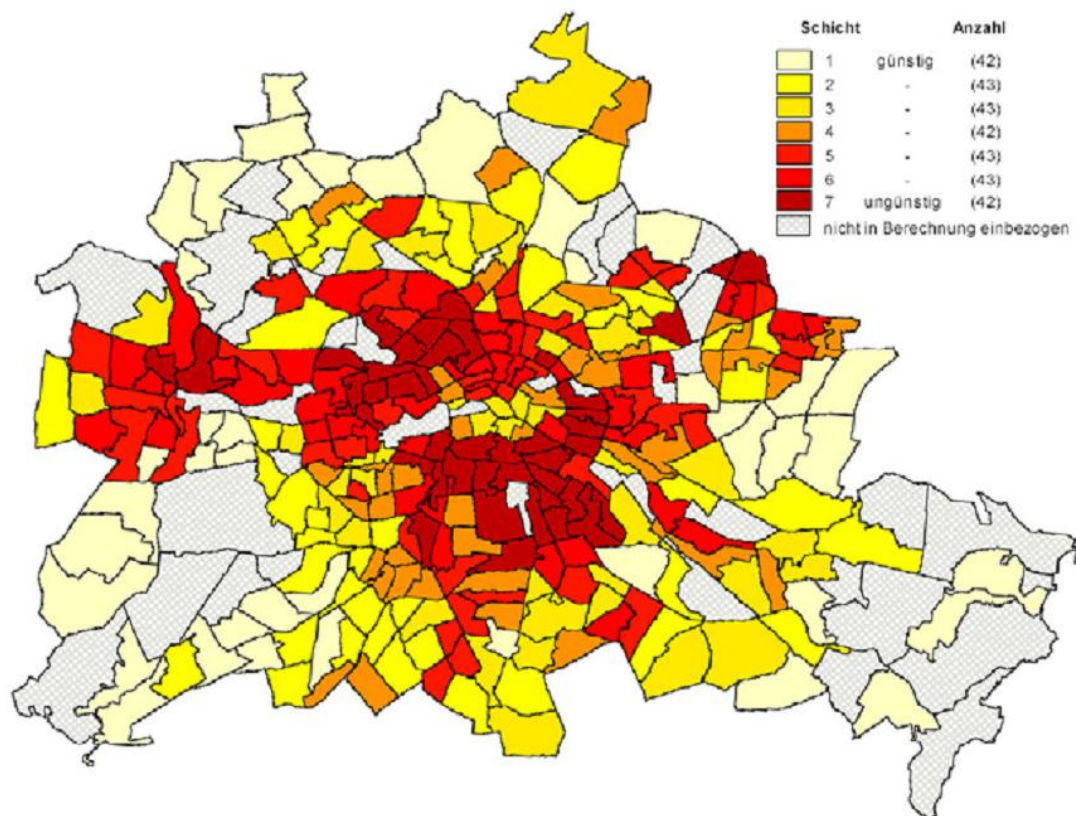 Schicht Anzahl
1 günstig (42)
2 - (43)
3 - (43)
4 - (42)
5 - (43)
6 - (43)
7 ungünstig (42)
nicht in Berechnung einbezogen